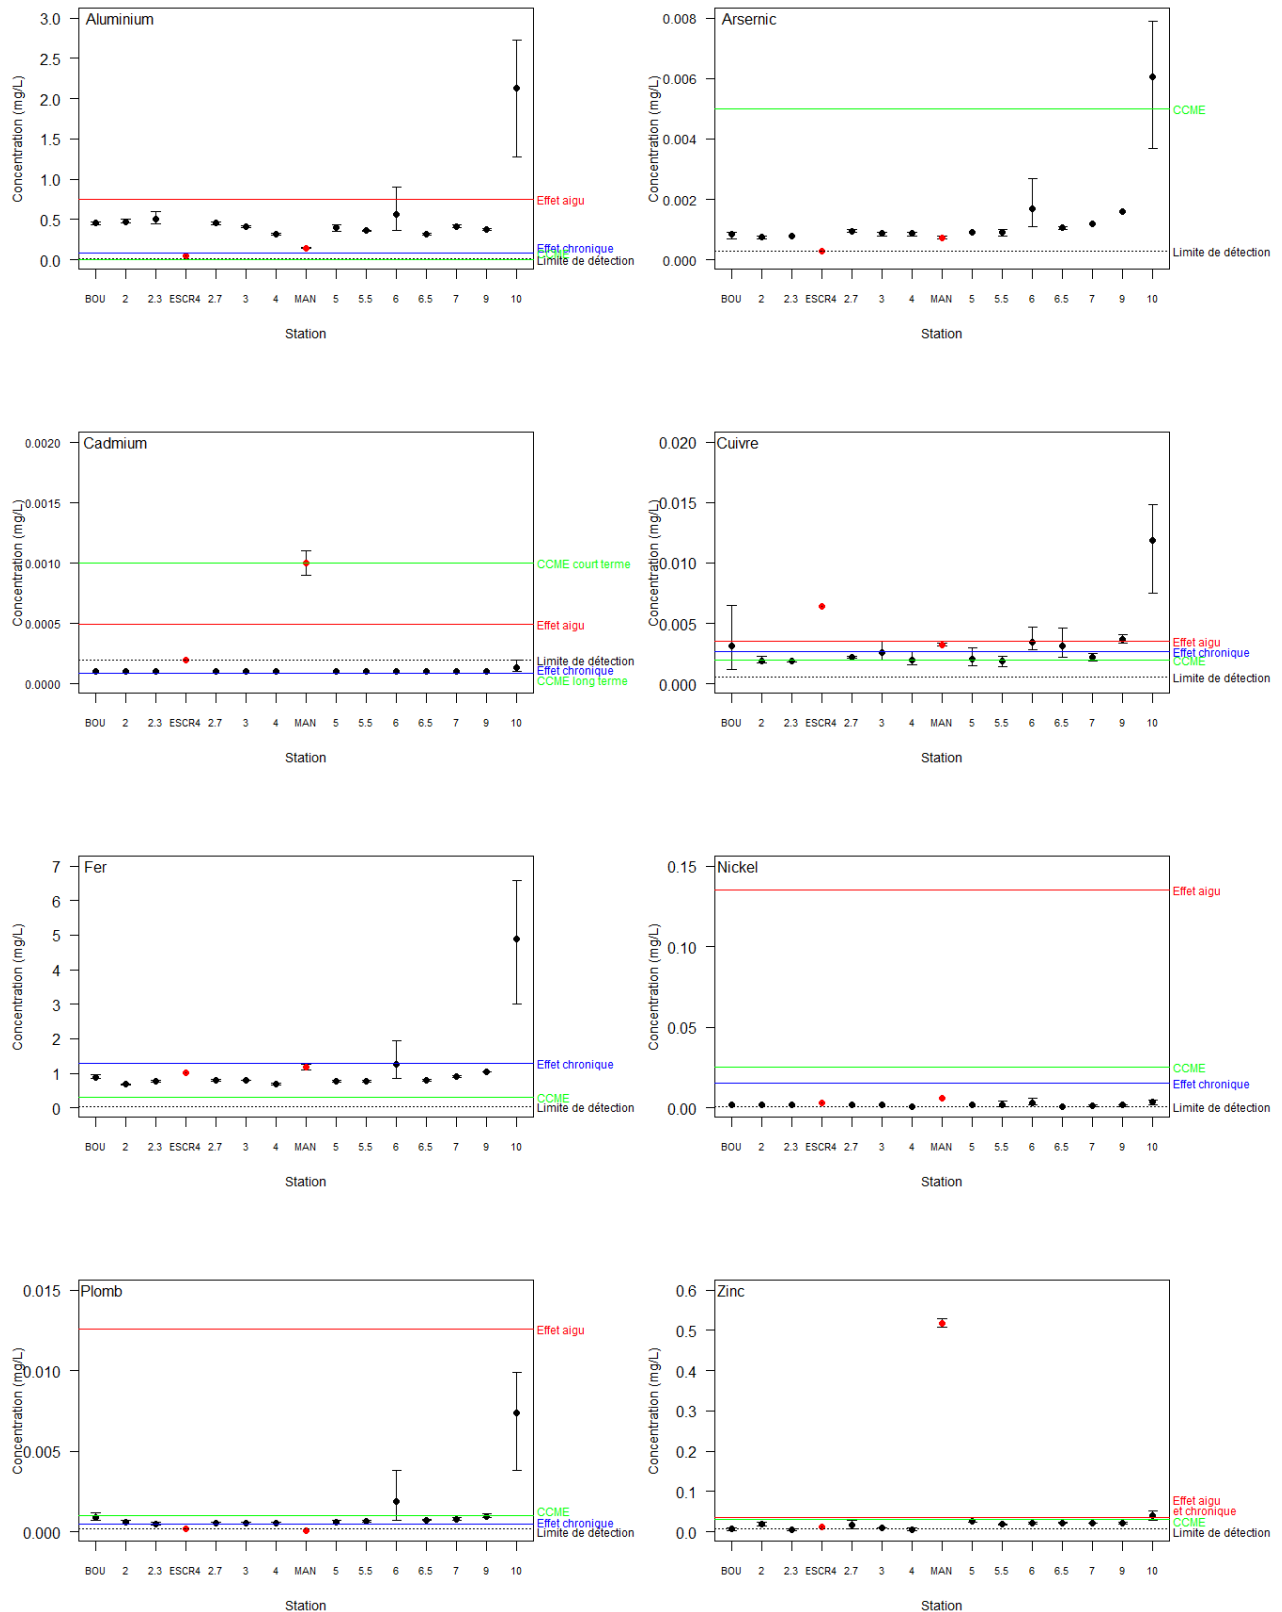 Aluminium
Concentration (mg/L)
3.0
2.5
2.0
1.5
1.0
0.5
0.0
Effet aigu
Effet chronique
CCME
Limite de détection
BOU 2 2.3 ESCR4 2.7 3 4 MAN 5 5.5 6 6.5 7 9 10
Station
Arsernic
Concentration (mg/L)
0.008
0.006
0.004
0.002
0.000
CCME
Limite de détection
BOU 2 2.3 ESCR4 2.7 3 4 MAN 5 5.5 6 6.5 7 9 10
Station
Cadmium
Concentration (mg/L)
0.0020
0.0015
0.0010
0.0005
0.0000
CCME court terme
Effet aigu
Limite de détection
Effet chronique
CCME long terme
BOU 2 2.3 ESCR4 2.7 3 4 MAN 5 5.5 6 6.5 7 9 10
Station
Cuivre
Concentration (mg/L)
0.020
0.015
0.010
0.005
0.000
Effet aigu
Effet chronique
CCME
Limite de détection
BOU 2 2.3 ESCR4 2.7 3 4 MAN 5 5.5 6 6.5 7 9 10
Station
Fer
Concentration (mg/L)
7
6
5
4
3
2
1
0
Effet chronique
CCME
Limite de détection
BOU 2 2.3 ESCR4 2.7 3 4 MAN 5 5.5 6 6.5 7 9 10
Station
Nickel
Concentration (mg/L)
0.15
0.10
0.05
0.00
Effet aigu
CCME
Effet chronique
Limite de détection
BOU 2 2.3 ESCR4 2.7 3 4 MAN 5 5.5 6 6.5 7 9 10
Station
Plomb
Concentration (mg/L)
0.015
0.010
0.005
0.000
Effet aigu
CCME
Effet chronique
Limite de détection
BOU 2 2.3 ESCR4 2.7 3 4 MAN 5 5.5 6 6.5 7 9 10
Station
Zinc
Concentration (mg/L)
0.6
0.5
0.4
0.3
0.2
0.1
0.0
Effet aigu
et chronique
CCME
Limite de détection
BOU 2 2.3 ESCR4 2.7 3 4 MAN 5 5.5 6 6.5 7 9 10
Station